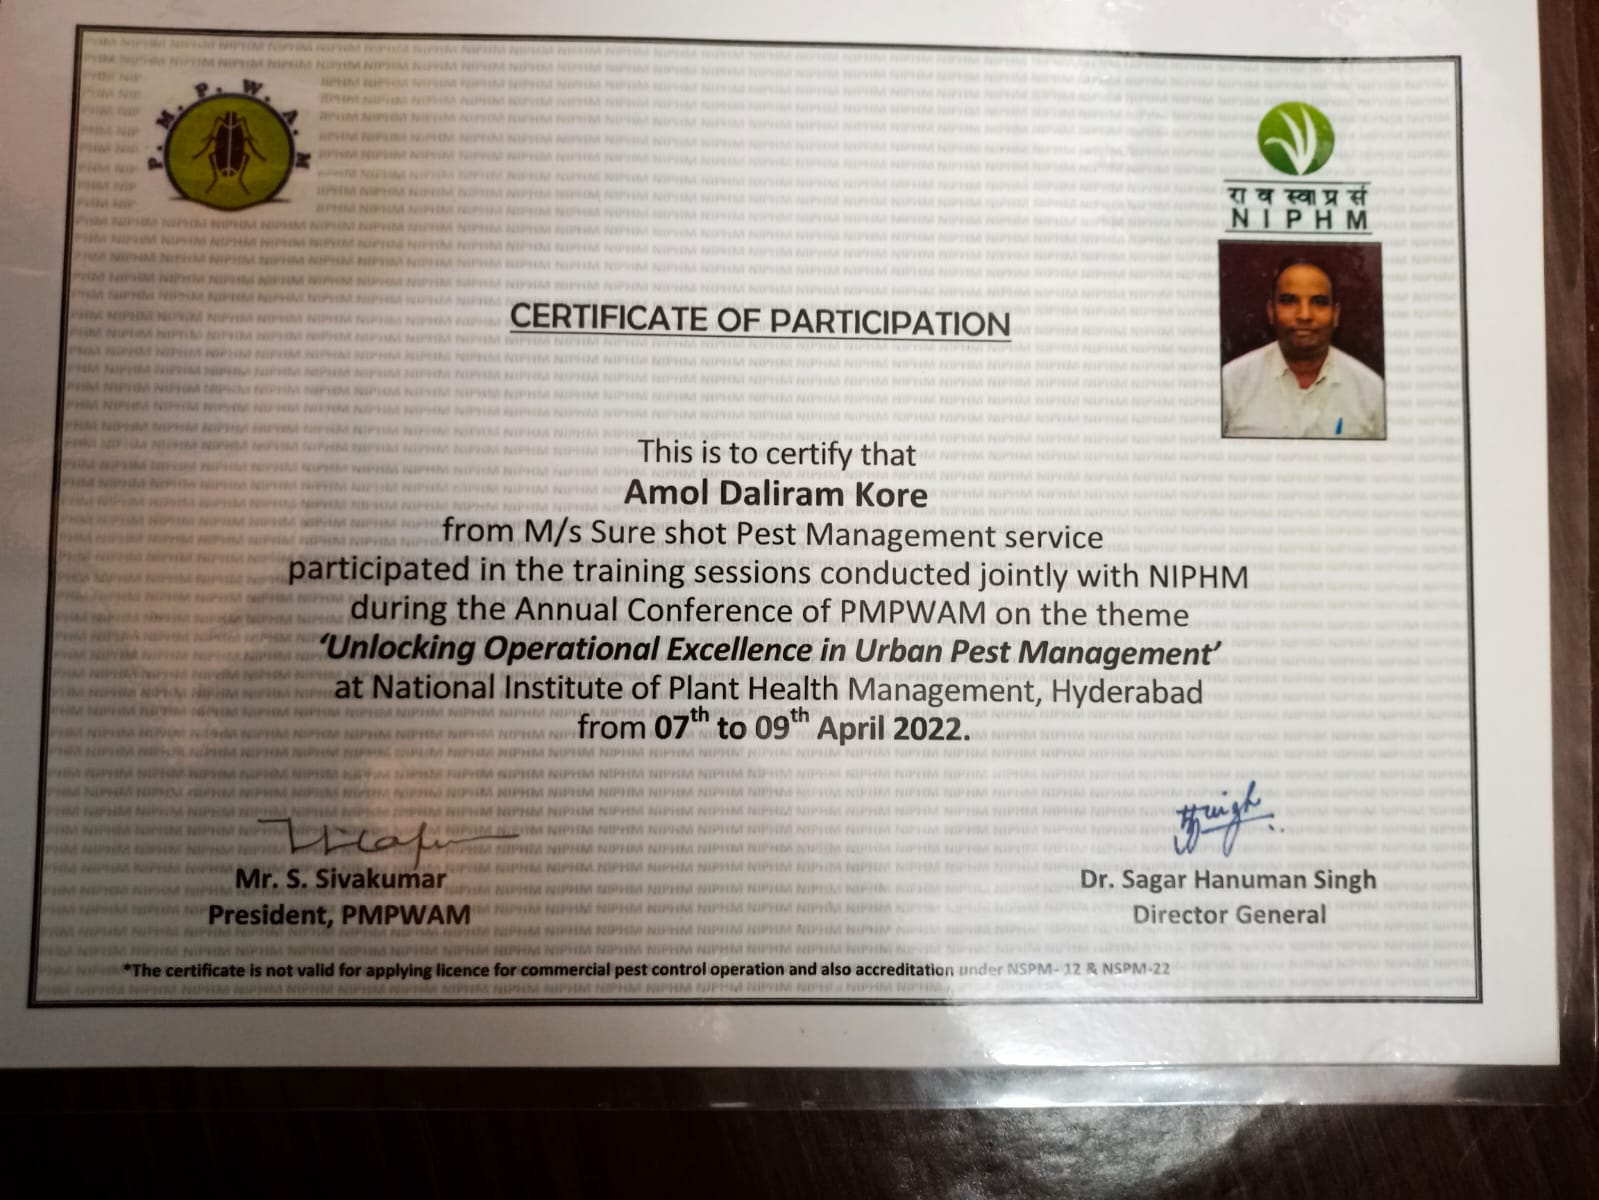 P. M. P. W. A. M
रा व स्वा प्र सं
NIPHM
CERTIFICATE OF PARTICIPATION
This is to certify that
Amol Daliram Kore
from M/s Sure shot Pest Management service
participated in the training sessions conducted jointly with NIPHM
during the Annual Conference of PMPWAM on the theme
‘Unlocking Operational Excellence in Urban Pest Management’
at National Institute of Plant Health Management, Hyderabad
from 07th to 09th April 2022.
Mr. S. Sivakumar
President, PMPWAM
Dr. Sagar Hanuman Singh
Director General
*The certificate is not valid for applying licence for commercial pest control operation and also accreditation under NSPM- 12 & NSPM-22